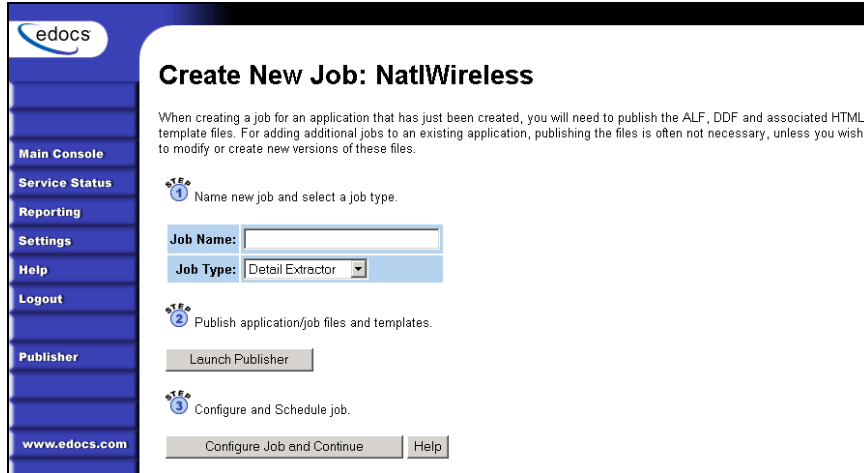 edocs
Create New Job: NatlWireless
When creating a job for an application that has just been created, you will need to publish the ALF, DDF and associated HTML
template files. For adding additional jobs to an existing application, publishing the files is often not necessary, unless you wish
to modify or create new versions of these files.
Main Console
Service Status
Reporting
Settings
Help
Logout
Publisher
www.edocs.com
STEP 1 Name new job and select a job type.
Job Name:
Job Type: Detail Extractor
STEP 2 Publish application/job files and templates.
Launch Publisher
STEP 3 Configure and Schedule job.
Configure Job and Continue Help